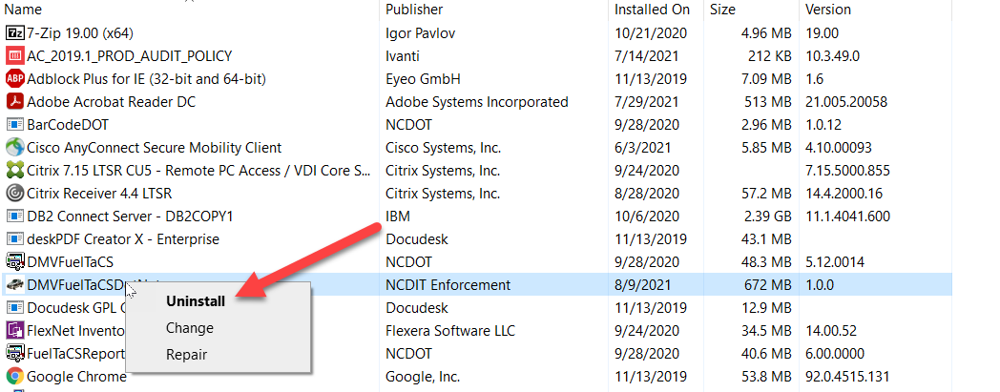 Name Publisher Installed On Size Version
7-Zip 19.00 (x64) Igor Pavlov 10/21/2020 4.96 MB 19.00
AC_2019.1_PROD_AUDIT_POLICY Ivanti 7/14/2021 212 KB 10.3.49.0
ABP Adblock Plus for IE (32-bit and 64-bit) Eyeo GmbH 11/13/2019 7.09 MB 1.6
Adobe Acrobat Reader DC Adobe Systems Incorporated 7/29/2021 513 MB 21.005.20058
BarCodeDOT NCDOT 9/28/2020 2.96 MB 1.0.12
Cisco AnyConnect Secure Mobility Client Cisco Systems, Inc. 6/3/2021 5.85 MB 4.10.00093
Citrix 7.15 LTSR CU5 - Remote PC Access / VDI Core S... Citrix Systems, Inc. 9/24/2020 7.15.5000.855
Citrix Receiver 4.4 LTSR Citrix Systems, Inc. 8/28/2020 57.2 MB 14.4.2000.16
DB2 Connect Server - DB2COPY1 IBM 10/6/2020 2.39 GB 11.1.4041.600
deskPDF Creator X - Enterprise Docudesk 11/13/2019 43.1 MB
DMVFuelTaCS NCDOT 9/28/2020 48.3 MB 5.12.0014
DMVFuelTaCSDotNet NCDIT Enforcement 8/9/2021 672 MB 1.0.0
Uninstall
Docudesk GPL Docudesk 11/13/2019 12.9 MB
Change
FlexNet Invento Flexera Software LLC 9/24/2020 34.5 MB 14.00.52
Repair
FuelTaCSReport NCDOT 9/28/2020 40.6 MB 6.00.0000
Google Chrome Google, Inc. 8/9/2021 53.8 MB 92.0.4515.131